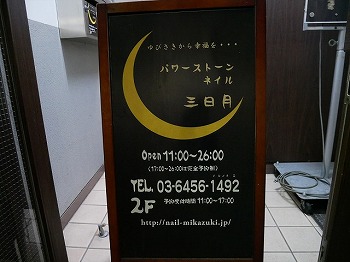 ゆびさきから幸福を・・・
パワーストーン
ネイル
三日月
Open 11:00~26:00
(17:00~26:00は完全予約制)
TEL. 03-6456-1492
2F 予約受付時間 11:00~17:00
http://nail-mikazuki.jp/